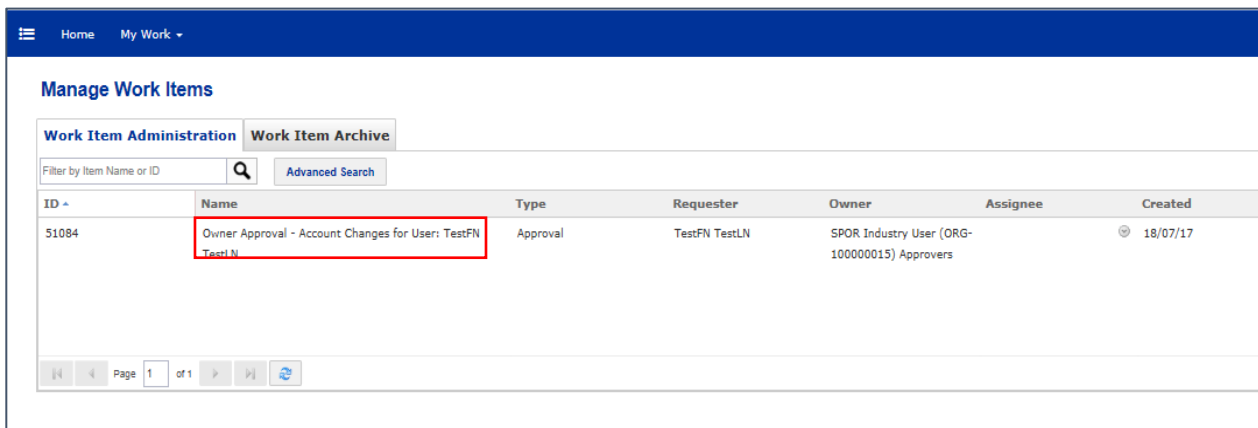 Home My Work
Manage Work Items
Work Item Administration Work Item Archive
Filter by Item Name or ID Advanced Search
ID Name Type Requester Owner Assignee Created
51084 Owner Approval - Account Changes for User: TestFN Approval TestFN TestLN SPOR Industry User (ORG- 18/07/17
TestLN 100000015) Approvers
Page 1 of 1